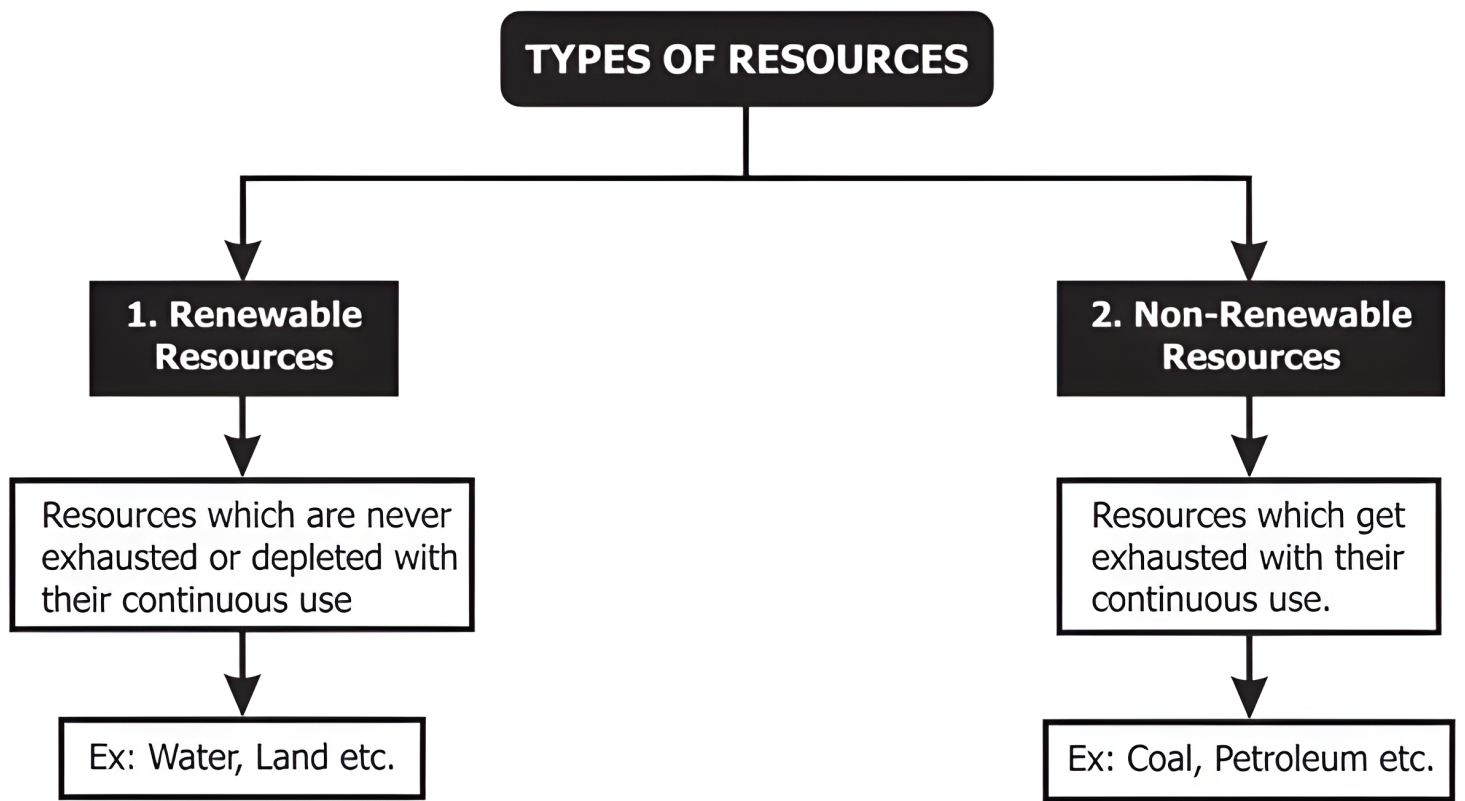 TYPES OF RESOURCES
1. Renewable
Resources
Resources which are never
exhausted or depleted with
their continuous use
Ex: Water, Land etc.
2. Non-Renewable
Resources
Resources which get
exhausted with their
continuous use.
Ex: Coal, Petroleum etc.